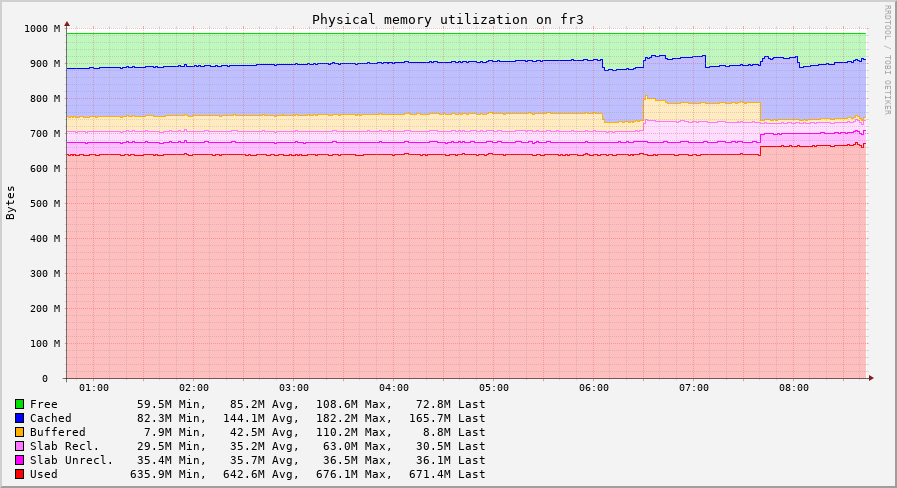 Physical memory utilization on fr3
RRDTOOL / TOBI OETIKER
Bytes
1000 M
900 M
800 M
700 M
600 M
500 M
400 M
300 M
200 M
100 M
0
01:00 02:00 03:00 04:00 05:00 06:00 07:00 08:00
Free 59.5M Min, 85.2M Avg, 108.6M Max, 72.8M Last
Cached 82.3M Min, 144.1M Avg, 182.2M Max, 165.7M Last
Buffered 7.9M Min, 42.5M Avg, 110.2M Max, 8.8M Last
Slab Recl. 29.5M Min, 35.2M Avg, 63.0M Max, 30.5M Last
Slab Unrecl. 35.4M Min, 35.7M Avg, 36.5M Max, 36.1M Last
Used 635.9M Min, 642.6M Avg, 676.1M Max, 671.4M Last